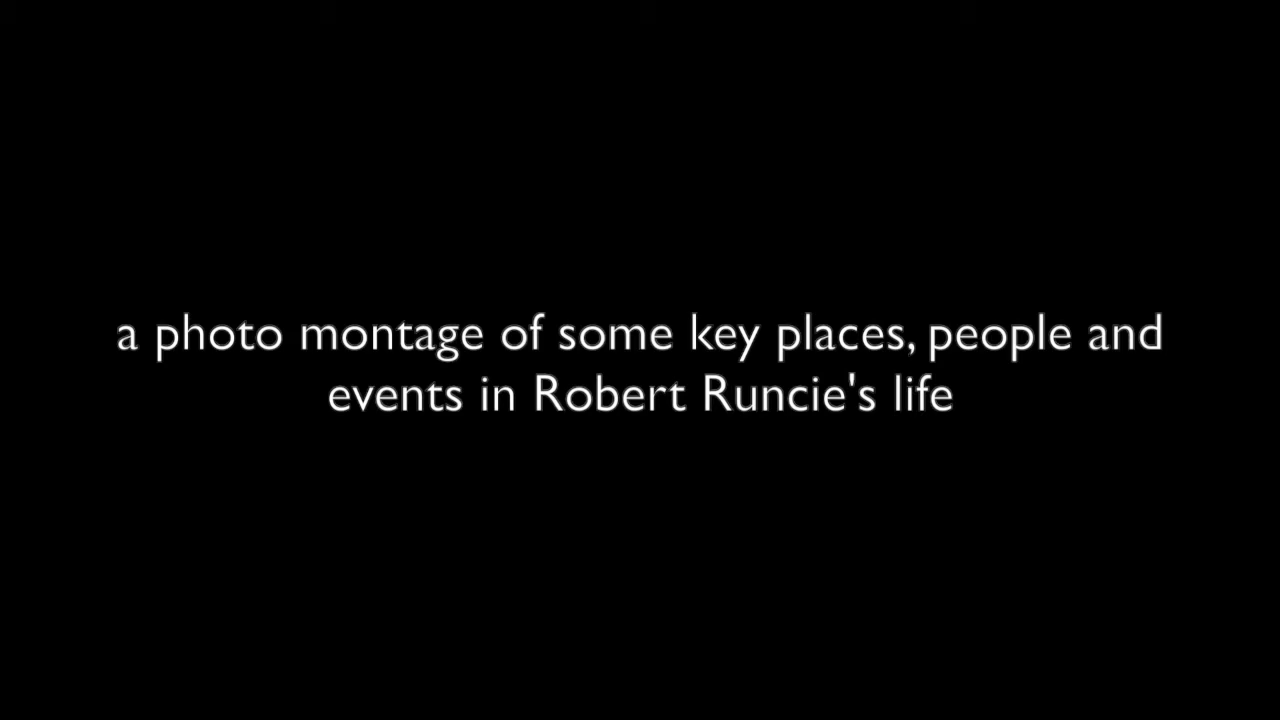 a photo montage of some key places, people and
events in Robert Runcie's life